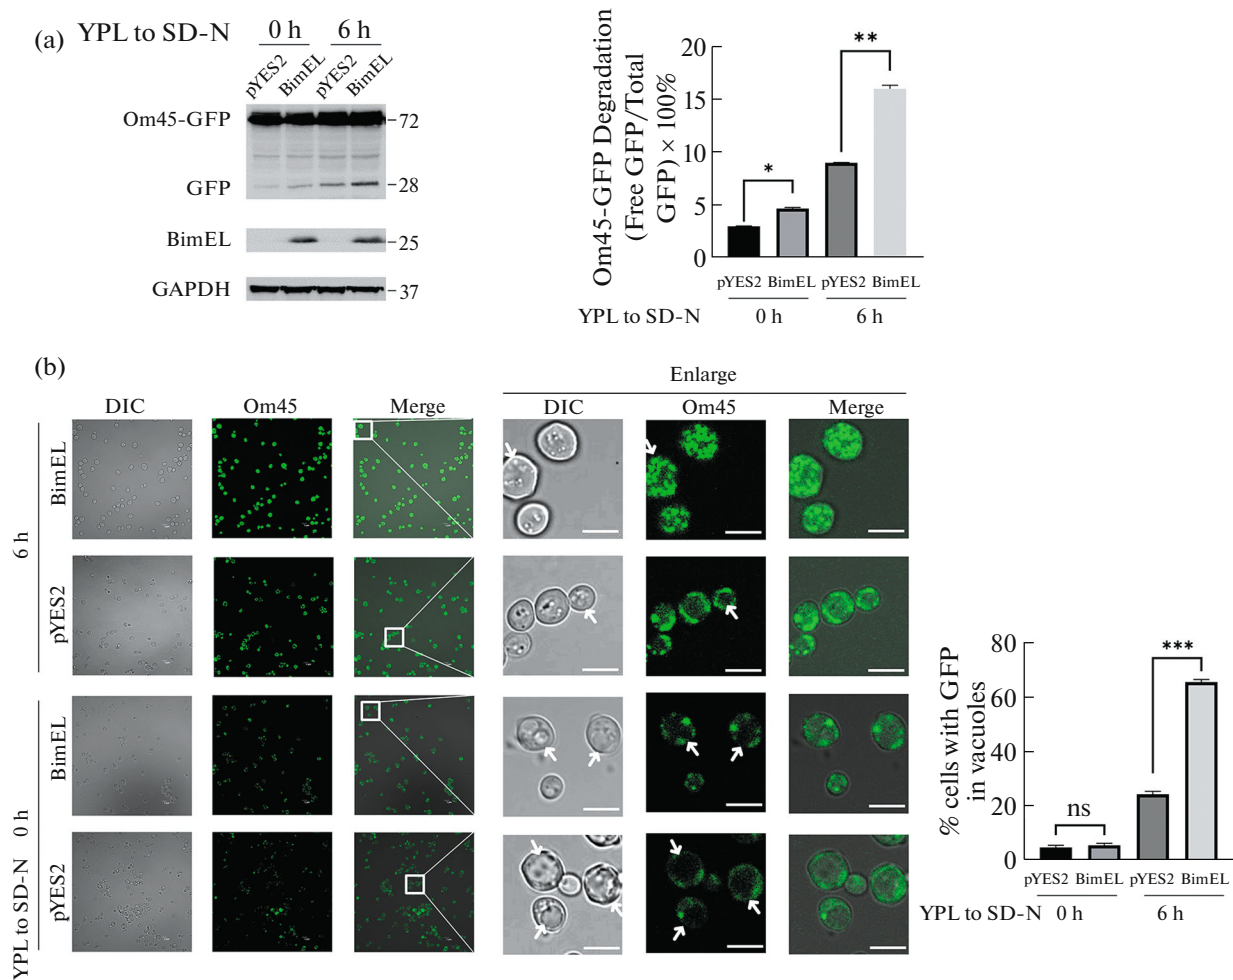 (a)
YPL to SD-N 0 h 6 h
pYES2 BimEL pYES2 BimEL
Om45-GFP 72
GFP 28
BimEL 25
GAPDH 37
Om45-GFP Degradation
(Free GFP/Total
GFP) × 100%
20
15
10
5
0
* **
pYES2 BimEL pYES2 BimEL
YPL to SD-N 0 h 6 h
(b)
Enlarge
DIC Om45 Merge DIC Om45 Merge
6 h
BimEL
pYES2
YPL to SD-N 0 h
BimEL
pYES2
% cells with GFP
in vacuoles
80
60
40
20
0
ns ***
pYES2 BimEL pYES2 BimEL
YPL to SD-N 0 h 6 h